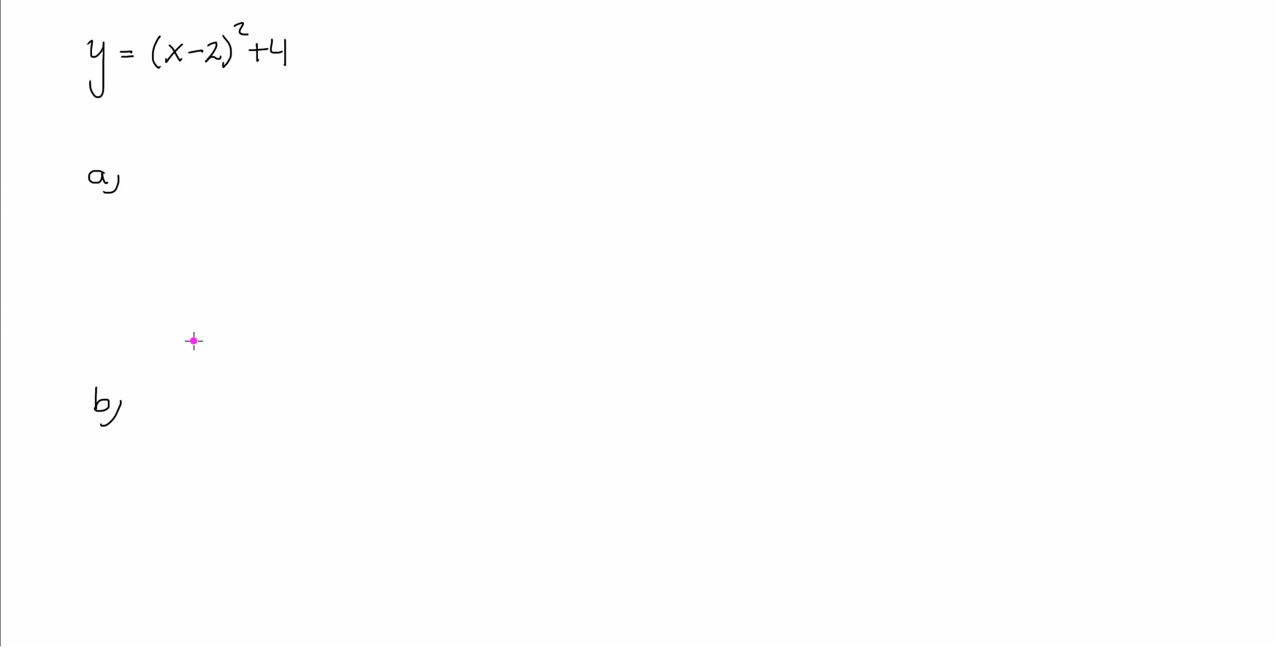 y = (x-2)²+4
a,
b,